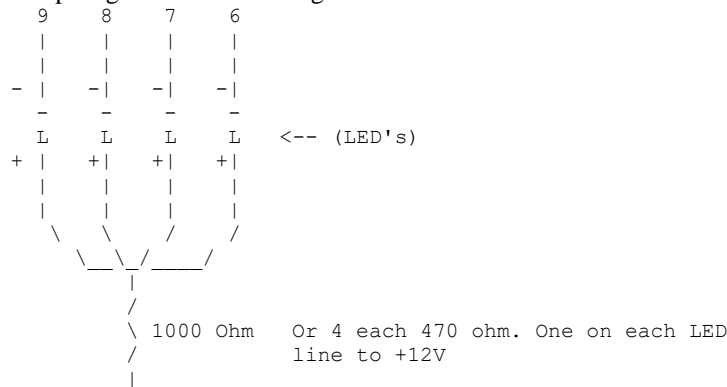 9 8 7 6
- - - -
L L L L <-- (LED's)
+ + + +
1000 Ohm Or 4 each 470 ohm. One on each LED
line to +12V